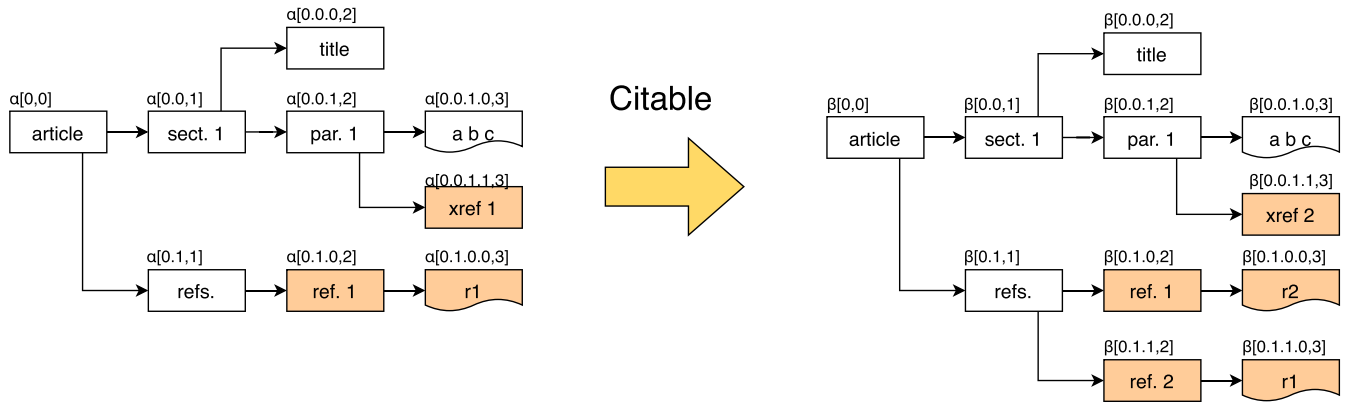 α[0.0.0,2]
title
α[0,0]
article
α[0.0,1]
sect. 1
α[0.0.1,2]
par. 1
α[0.0.1.0,3]
a b c
α[0.0.1.1,3]
xref 1
α[0.1,1]
refs.
α[0.1.0,2]
ref. 1
α[0.1.0.0,3]
r1
Citable
β[0.0.0,2]
title
β[0,0]
article
β[0.0,1]
sect. 1
β[0.0.1,2]
par. 1
β[0.0.1.0,3]
a b c
β[0.0.1.1,3]
xref 2
β[0.1,1]
refs.
β[0.1.0,2]
ref. 1
β[0.1.0.0,3]
r2
β[0.1.1,2]
ref. 2
β[0.1.1.0,3]
r1